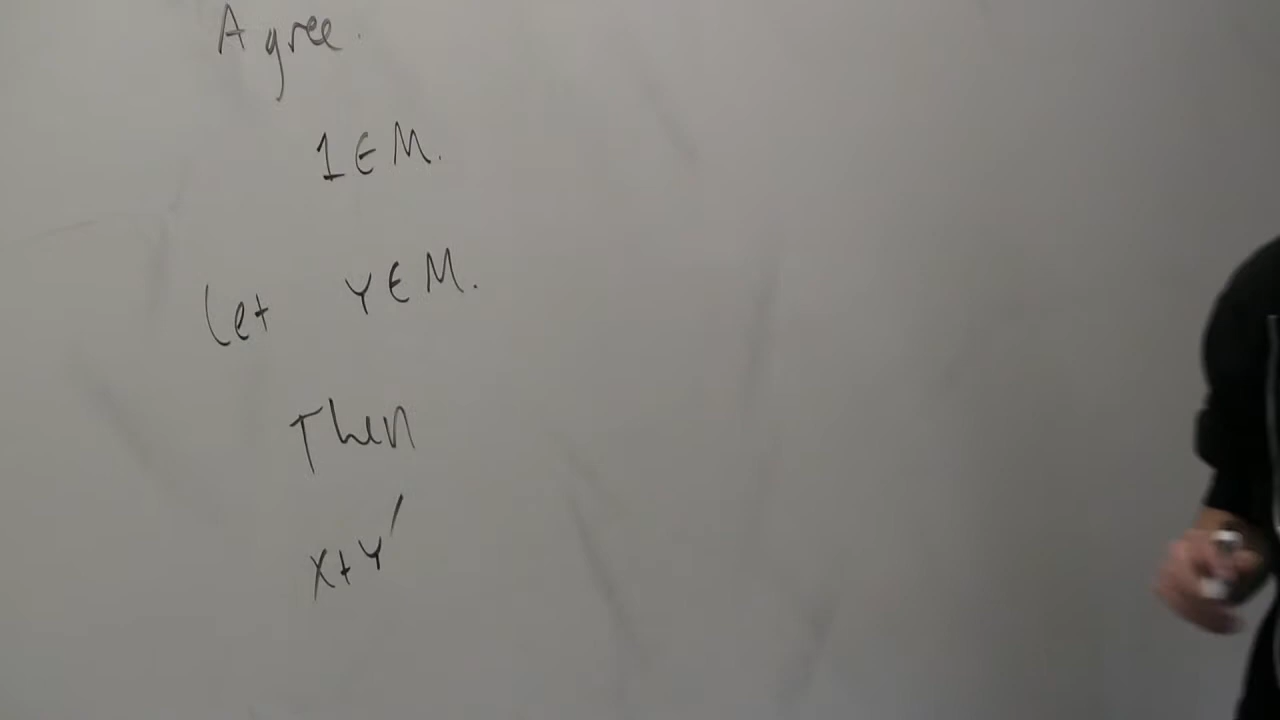 Agree.
1 ∈ M.
Let Y ∈ M.
Then
X+Y'